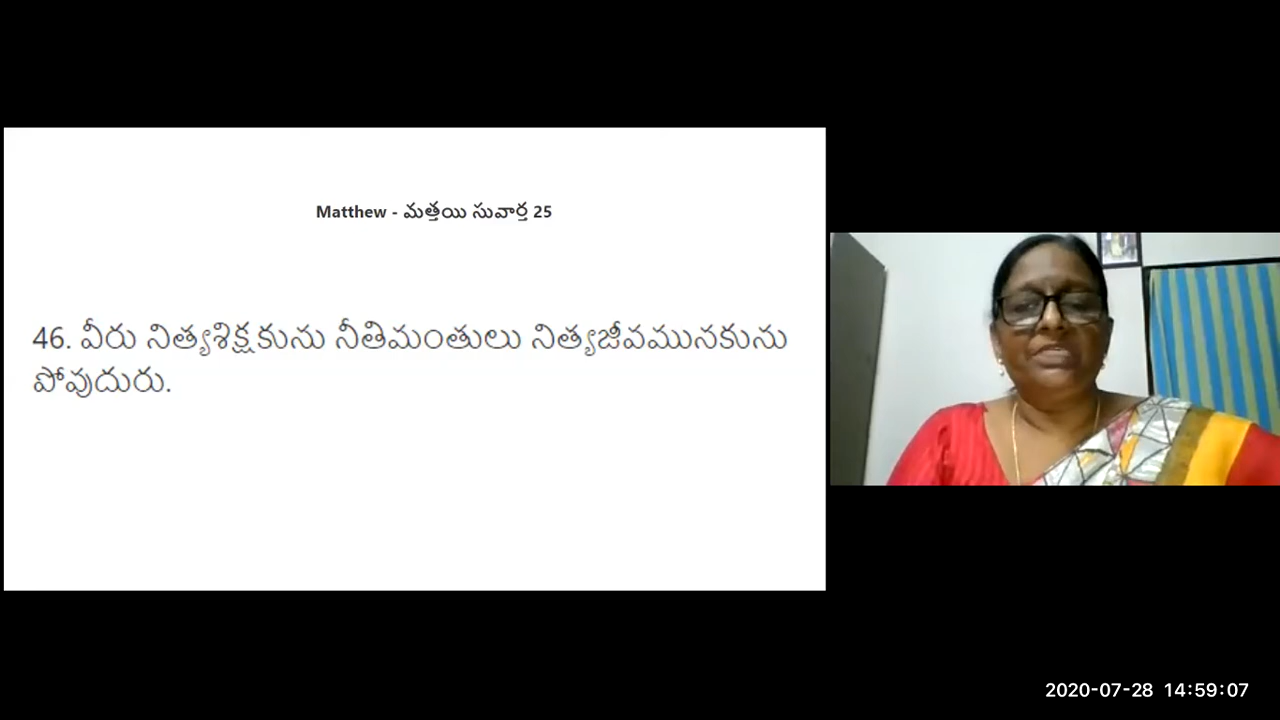 Matthew - మత్తయి సువార్త 25
46. వీరు నిత్యశిక్షకును నీతిమంతులు నిత్యజీవమునకును
పోవుదురు.
2020-07-28 14:59:07